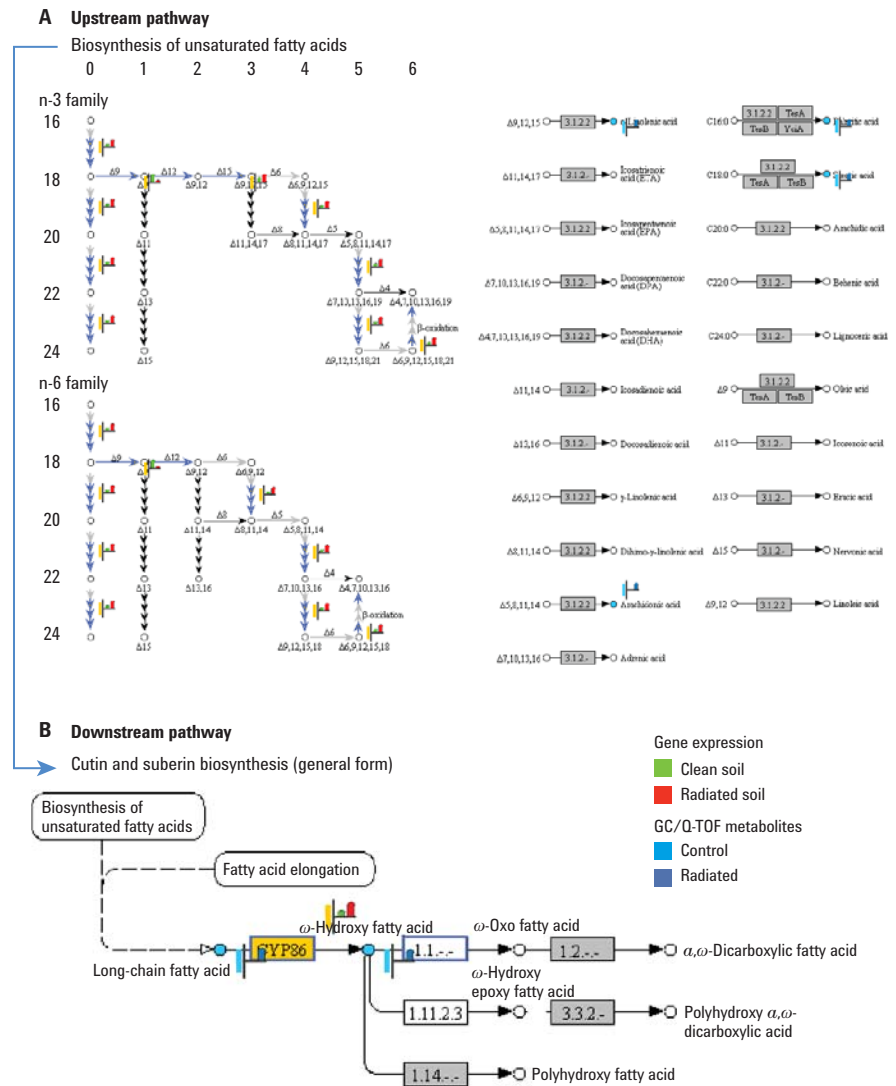 A Upstream pathway
Biosynthesis of unsaturated fatty acids
0 1 2 3 4 5 6
n-3 family
16
Δ9 Δ12 Δ15 Δ6
18
Δ9,12 Δ6,9,12,15
Δ8 Δ5
20
Δ11 Δ11,14,17 Δ8,11,14,17 Δ5,8,11,14,17
Δ4
22
Δ13 Δ7,13,13,16,19 Δ4,7,10,13,16,19
β-oxidation
Δ6
24
Δ15 Δ9,12,15,18,21 Δ6,9,12,15,18,21
n-6 family
16
Δ9 Δ12 Δ6
18
Δ9,12 Δ6,9,12
Δ8 Δ5
20
Δ11 Δ11,14 Δ8,11,14 Δ5,8,11,14
Δ4
22
Δ13 Δ13,16 Δ7,10,13,16 Δ4,7,10,13,16
β-oxidation
Δ6
24
Δ15 Δ9,12,15,18 Δ6,9,12,15,18
Δ9,12,15 3.1.2.2 acid
Δ11,14,17 3.1.2.- Icosatrienoic
acid (ETA)
Δ5,8,11,14,17 3.1.2.2 Icosapentaenoic
acid (EPA)
Δ7,10,13,16,19 3.1.2.- acid (DPA)
Δ4,7,10,13,16,19 3.1.2.2 acid (DHA)
Δ11,14 3.1.2.- Icosadienoic acid
3.1.2.- Docosadienoic acid
Δ6,9,12 3.1.2.2 γ-Linolenic acid
Δ8,11,14 3.1.2.2 Dihomo-γ-linolenic acid
Δ5,8,11,14 3.1.2.2 Arachidonic acid
Δ7,10,13,16 3.1.2.- Adrenic acid
C16:0 3.1.2.2 TesA
TesB YciA acid
C18:0 3.1.2.2
TesA TesB acid
C20:0 3.1.2.2 Arachidic acid
C22:0 3.1.2.- Behenic acid
C24:0 3.1.2.- Lignoceric acid
Δ9 3.1.2.2 Oleic acid
TesA TesB
Δ11 3.1.2.- Icosenoic acid
Δ13 3.1.2.- Erucic acid
Δ15 3.1.2.- Nervonic acid
Δ9,12 3.1.2.2 Linoleic acid
B Downstream pathway
Cutin and suberin biosynthesis (general form)
Gene expression
Clean soil
Radiated soil
GC/Q-TOF metabolites
Control
Radiated
Biosynthesis of
unsaturated fatty acids
Fatty acid elongation
ω-Hydroxy fatty acid ω-Oxo fatty acid
CYP86 1.1.-.- 1.2.-.- α,ω-Dicarboxylic fatty acid
Long-chain fatty acid
ω-Hydroxy
epoxy fatty acid
1.11.2.3 3.3.2.- Polyhydroxy α,ω-
dicarboxylic acid
1.14.-.- Polyhydroxy fatty acid